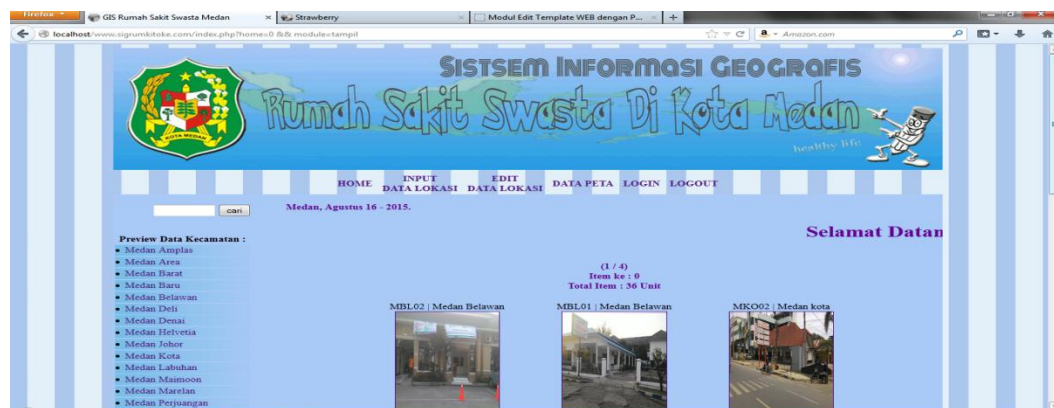 Firefox
GIS Rumah Sakit Swasta Medan
Strawberry
Modul Edit Template WEB dengan P...
localhost/www.sigrumkitoke.com/index.php?home=0 && module=tampil
Amazon.com
SISTSEM INFORMASI GEOGRAFIS
Rumah Sakit Swasta Di Kota Medan
healthy life
KOTA MEDAN
HOME
INPUT DATA LOKASI
EDIT DATA LOKASI
DATA PETA
LOGIN
LOGOUT
cari
Medan, Agustus 16 - 2015.
Selamat Datan
Preview Data Kecamatan :
Medan Amplas
Medan Area
Medan Barat
Medan Baru
Medan Belawan
Medan Deli
Medan Denai
Medan Helvetia
Medan Johor
Medan Kota
Medan Labuhan
Medan Maimoon
Medan Marelan
Medan Perjuangan
(1 / 4)
Item ke : 0
Total Item : 36 Unit
MBL02 | Medan Belawan
MBL01 | Medan Belawan
MKO02 | Medan kota